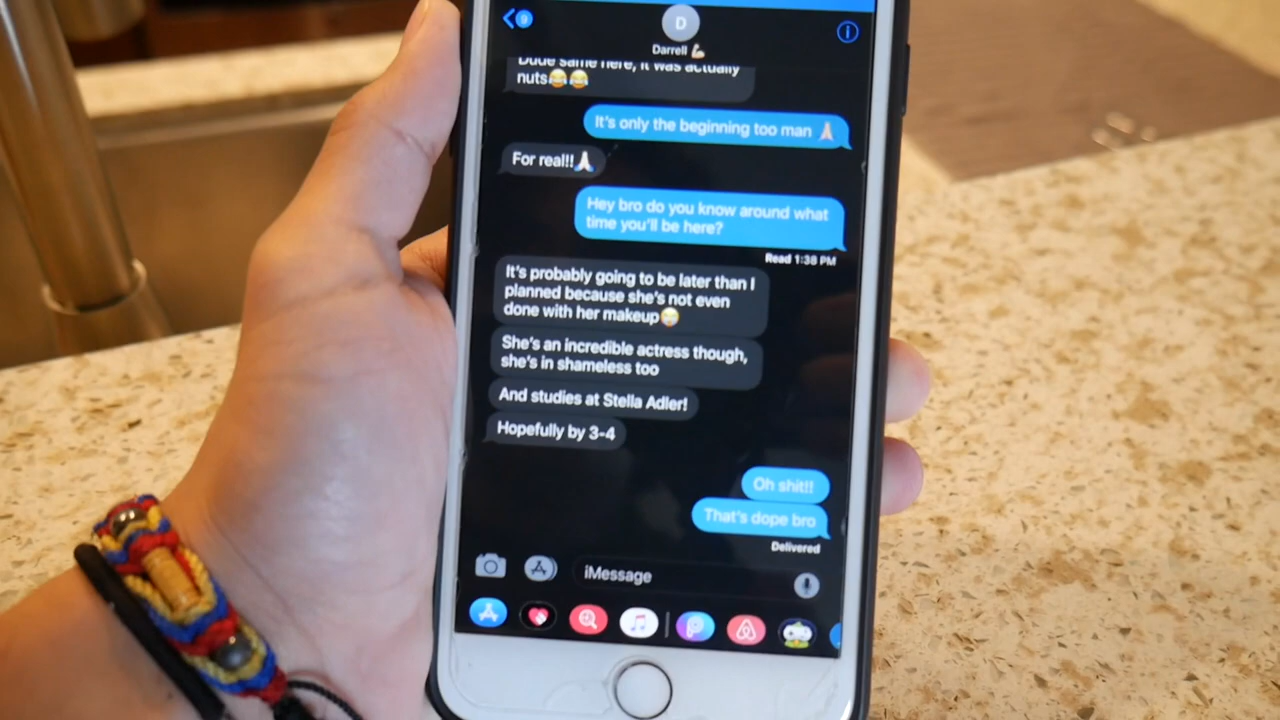 9
D
Darrell 💪🏼
Dude same here, it was actually
nuts😂😂
It's only the beginning too man 🙏🏼
For real!!🙏🏻
Hey bro do you know around what
time you'll be here?
Read 1:38 PM
It's probably going to be later than I
planned because she's not even
done with her makeup😂
She's an incredible actress though,
she's in shameless too
And studies at Stella Adler!
Hopefully by 3-4
Oh shit!!
That's dope bro
Delivered
iMessage